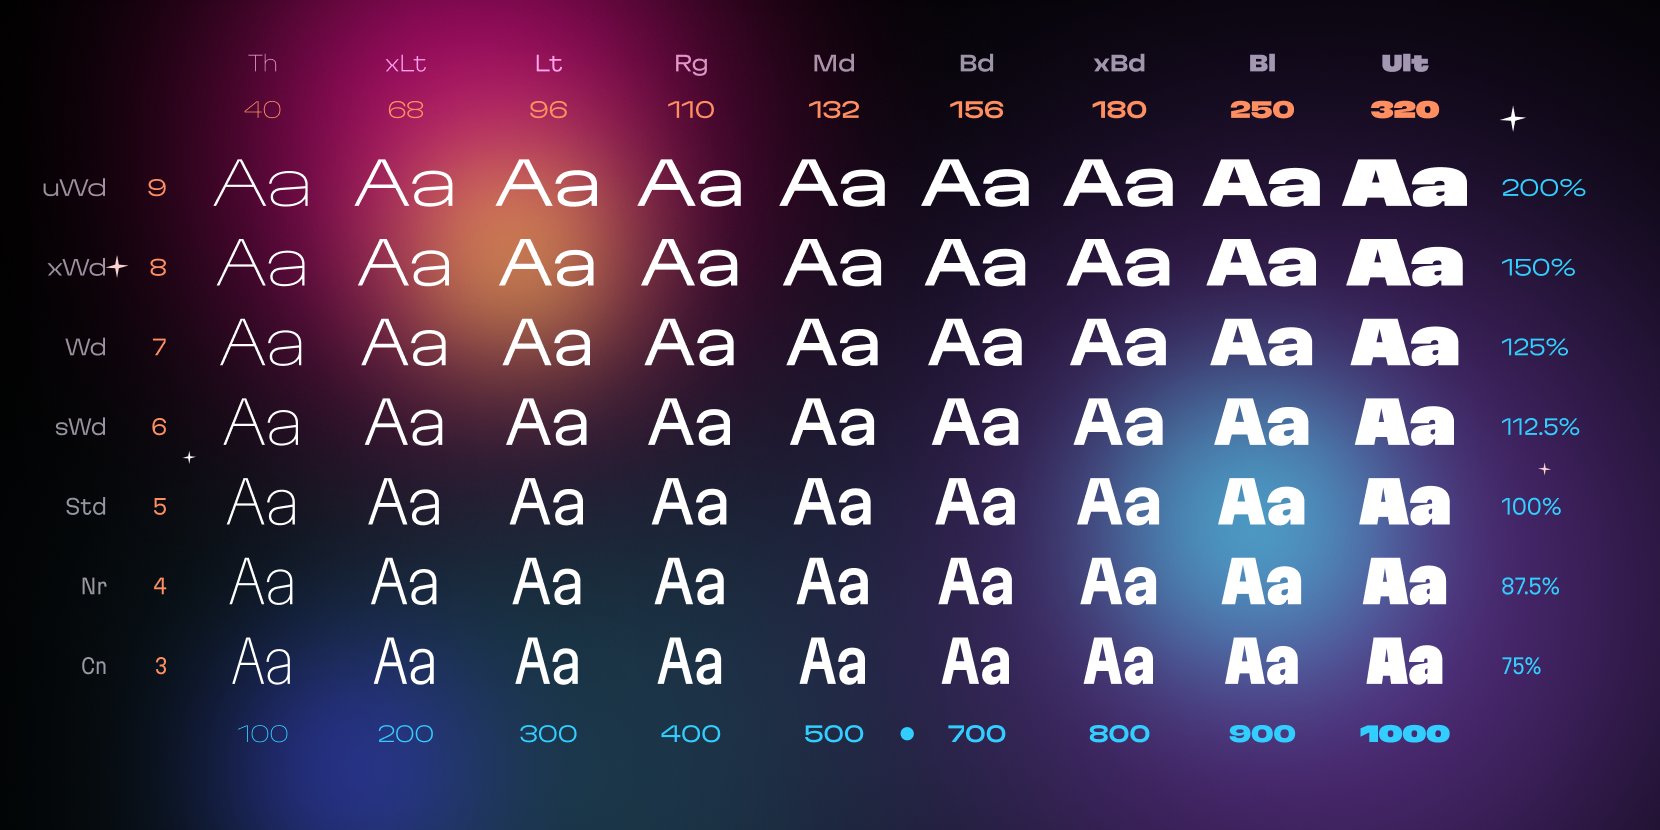 Th xLt Lt Rg Md Bd xBd Bl Ult
40 68 96 110 132 156 180 250 320
uWd 9 Aa Aa Aa Aa Aa Aa Aa Aa Aa 200%
xWd 8 Aa Aa Aa Aa Aa Aa Aa Aa Aa 150%
Wd 7 Aa Aa Aa Aa Aa Aa Aa Aa Aa 125%
sWd 6 Aa Aa Aa Aa Aa Aa Aa Aa Aa 112.5%
Std 5 Aa Aa Aa Aa Aa Aa Aa Aa Aa 100%
Nr 4 Aa Aa Aa Aa Aa Aa Aa Aa Aa 87.5%
Cn 3 Aa Aa Aa Aa Aa Aa Aa Aa Aa 75%
100 200 300 400 500 • 700 800 900 1000